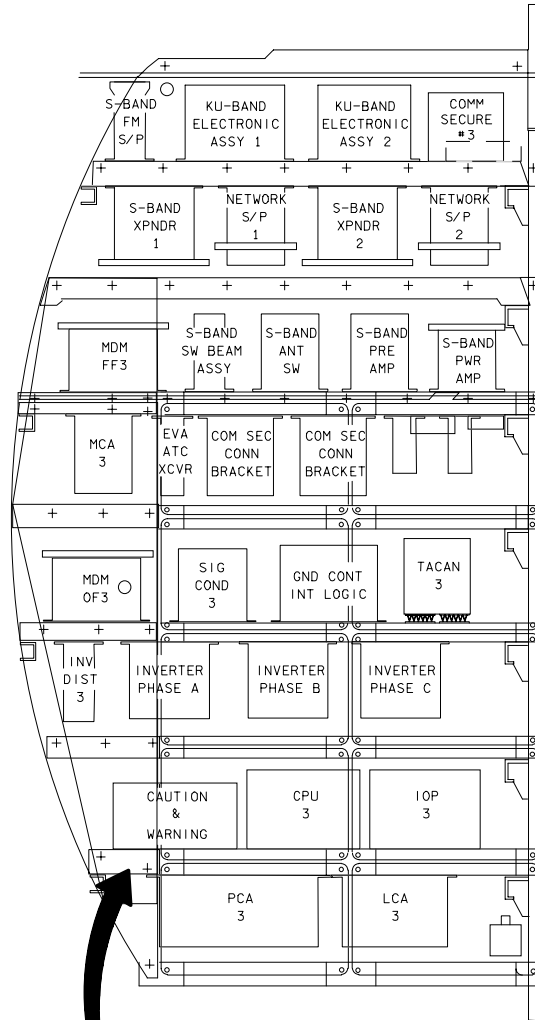 S-BAND
FM
S/P
KU-BAND
ELECTRONIC
ASSY 1
KU-BAND
ELECTRONIC
ASSY 2
COMM
SECURE
#3
S-BAND
XPNDR
1
NETWORK
S/P
1
S-BAND
XPNDR
2
NETWORK
S/P
2
MDM
FF3
S-BAND
SW BEAM
ASSY
S-BAND
ANT
SW
S-BAND
PRE
AMP
S-BAND
PWR
AMP
MCA
3
EVA
ATC
XCVR
COM SEC
CONN
BRACKET
COM SEC
CONN
BRACKET
MDM
OF3
SIG
COND
3
GND CONT
INT LOGIC
TACAN
3
INV
DIST
3
INVERTER
PHASE A
INVERTER
PHASE B
INVERTER
PHASE C
CAUTION
&
WARNING
CPU
3
IOP
3
PCA
3
LCA
3